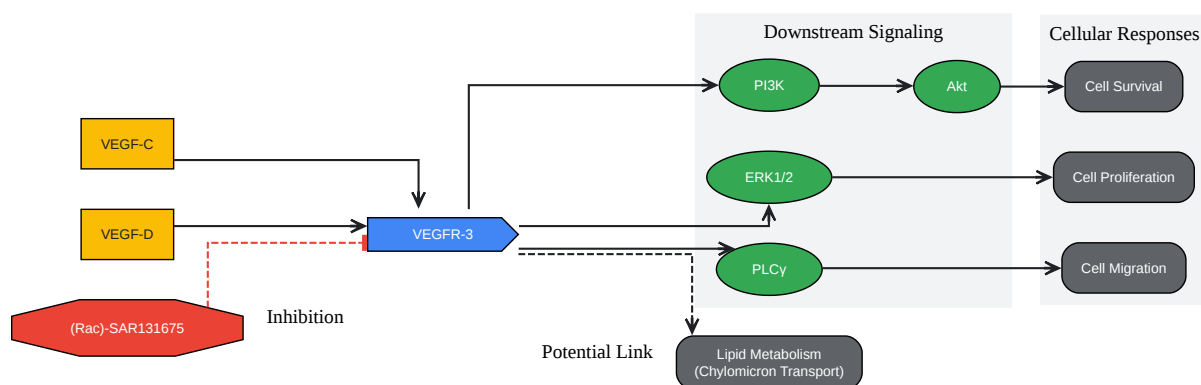 Downstream Signaling
Cellular Responses
PI3K
Akt
Cell Survival
VEGF-C
ERK1/2
Cell Proliferation
VEGF-D
VEGFR-3
PLCγ
Cell Migration
(Rac)-SAR131675
Inhibition
Potential Link
Lipid Metabolism
(Chylomicron Transport)